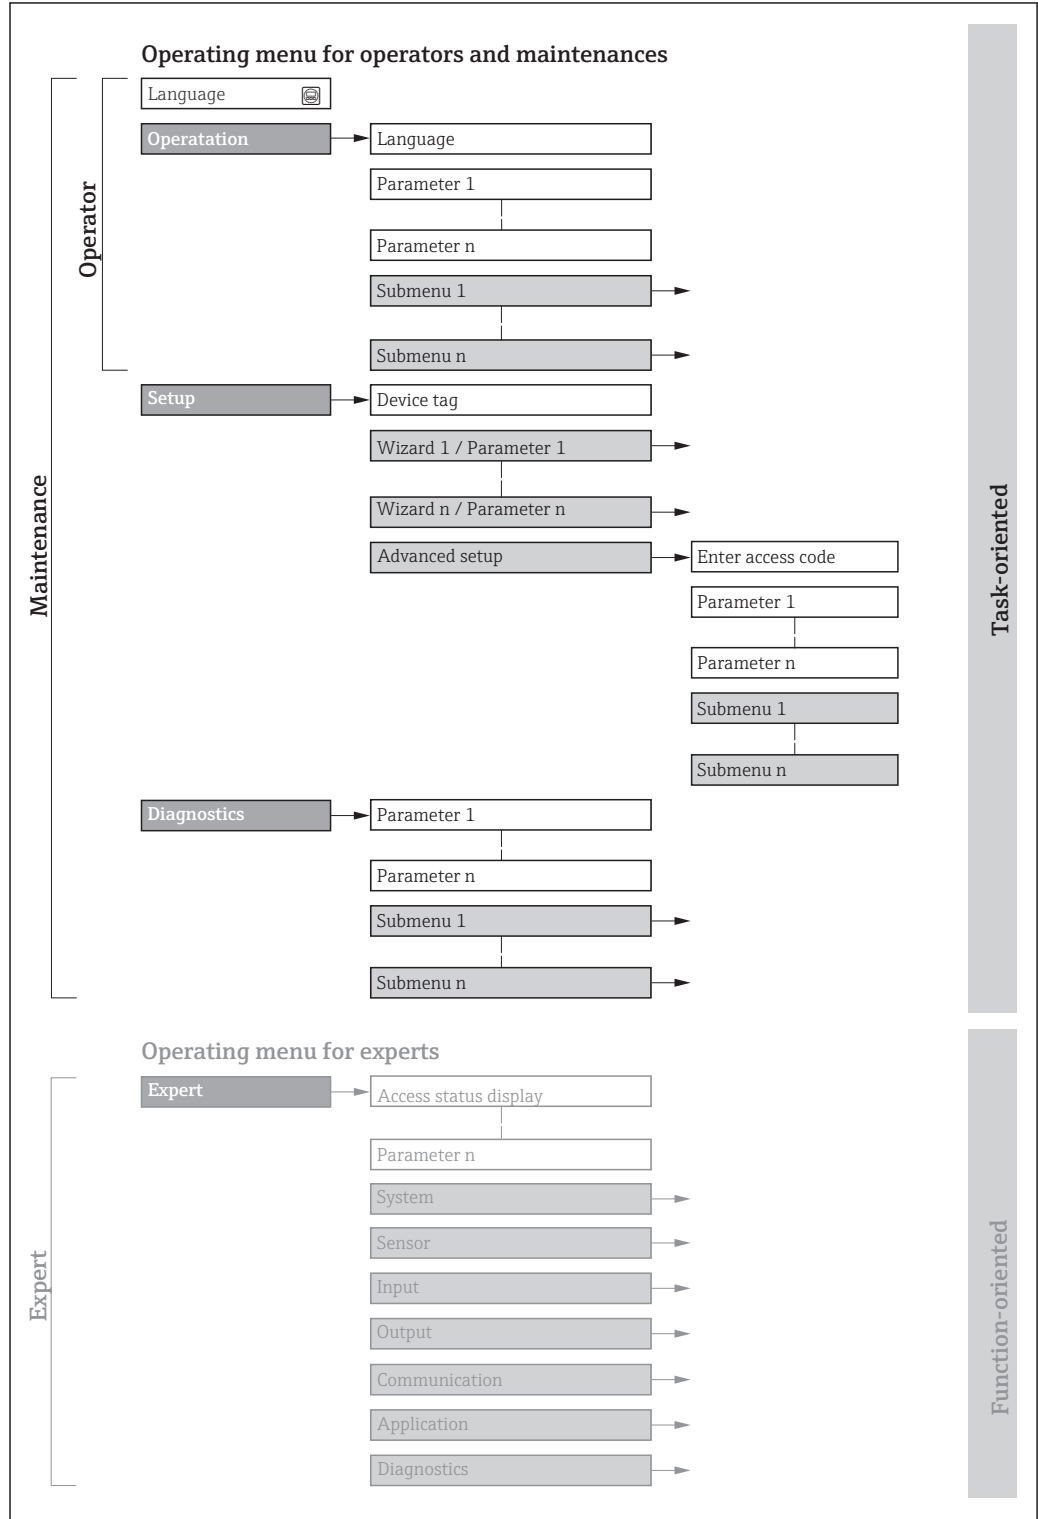 Operating menu for operators and maintenances
Language
Operatation
Language
Parameter 1
Parameter n
Submenu 1
Submenu n
Operator
Setup
Device tag
Wizard 1 / Parameter 1
Wizard n / Parameter n
Advanced setup
Enter access code
Parameter 1
Parameter n
Submenu 1
Submenu n
Maintenance
Task-oriented
Diagnostics
Parameter 1
Parameter n
Submenu 1
Submenu n
Operating menu for experts
Expert
Access status display
Parameter n
System
Sensor
Input
Output
Communication
Application
Diagnostics
Expert
Function-oriented